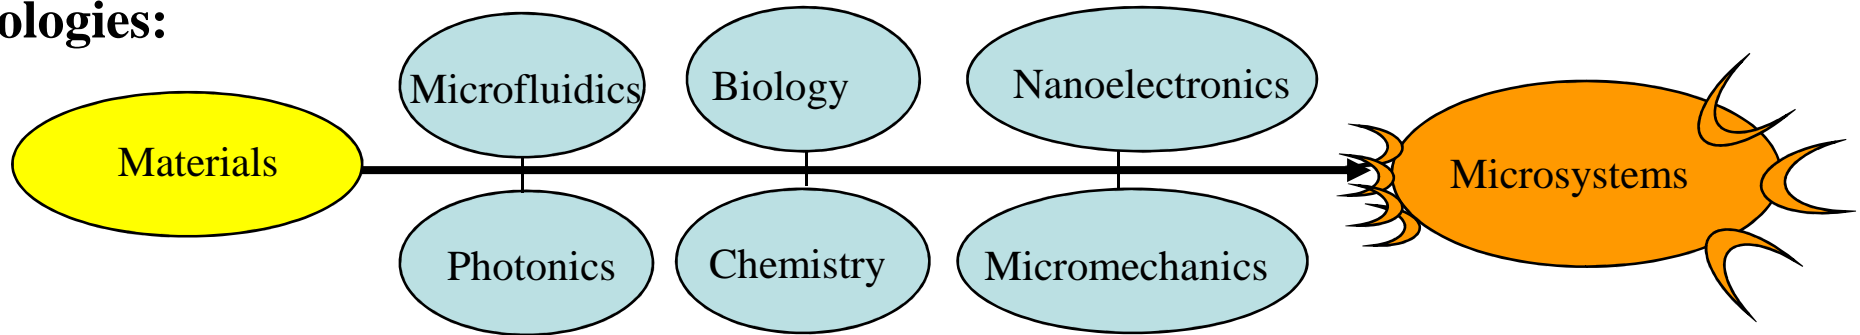 ologies:
Microfluidics
Biology
Nanoelectronics
Materials
Microsystems
Photonics
Chemistry
Micromechanics